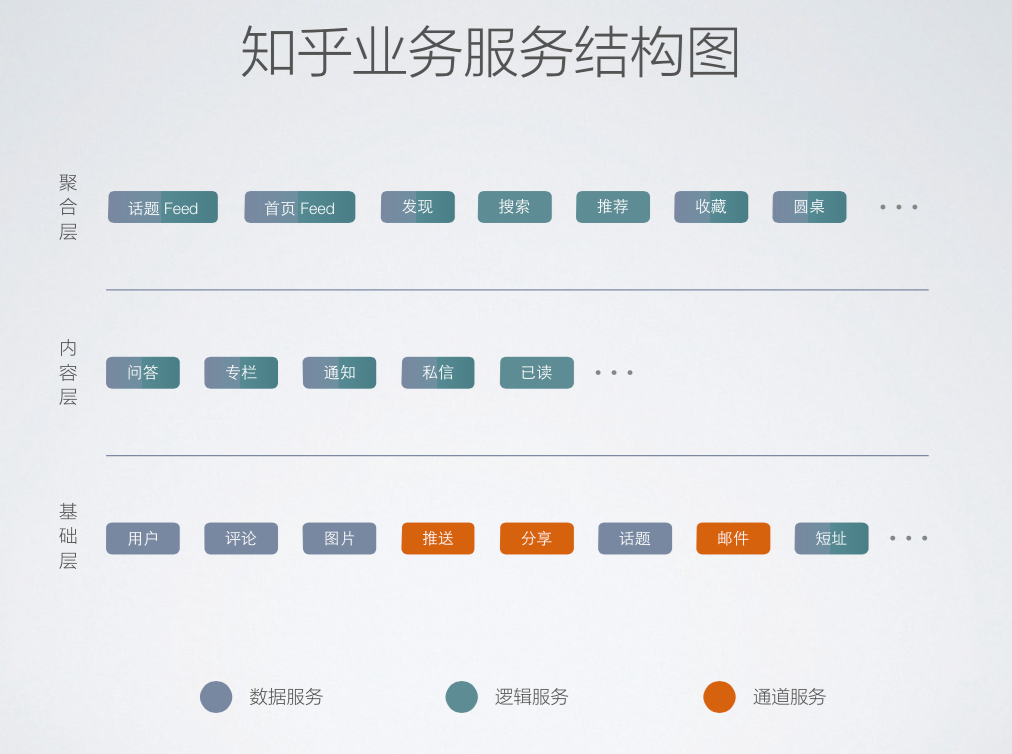 知乎业务服务结构图
聚合层
话题 Feed 首页 Feed 发现 搜索 推荐 收藏 圆桌 • • •
内容层
问答 专栏 通知 私信 已读 • • •
基础层
用户 评论 图片 推送 分享 话题 邮件 短址 • • •
数据服务 逻辑服务 通道服务